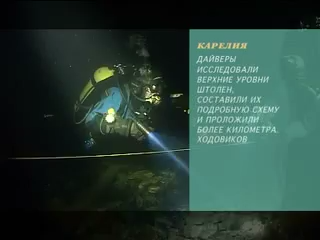 КАРЕЛИЯ
ДАЙВЕРЫ
ИССЛЕДОВАЛИ
ВЕРХНИЕ УРОВНИ
ШТОЛЕН,
СОСТАВИЛИ ИХ
ПОДРОБНУЮ СХЕМУ
И ПРОЛОЖИЛИ
БОЛЕЕ КИЛОМЕТРА
ХОДОВИКОВ